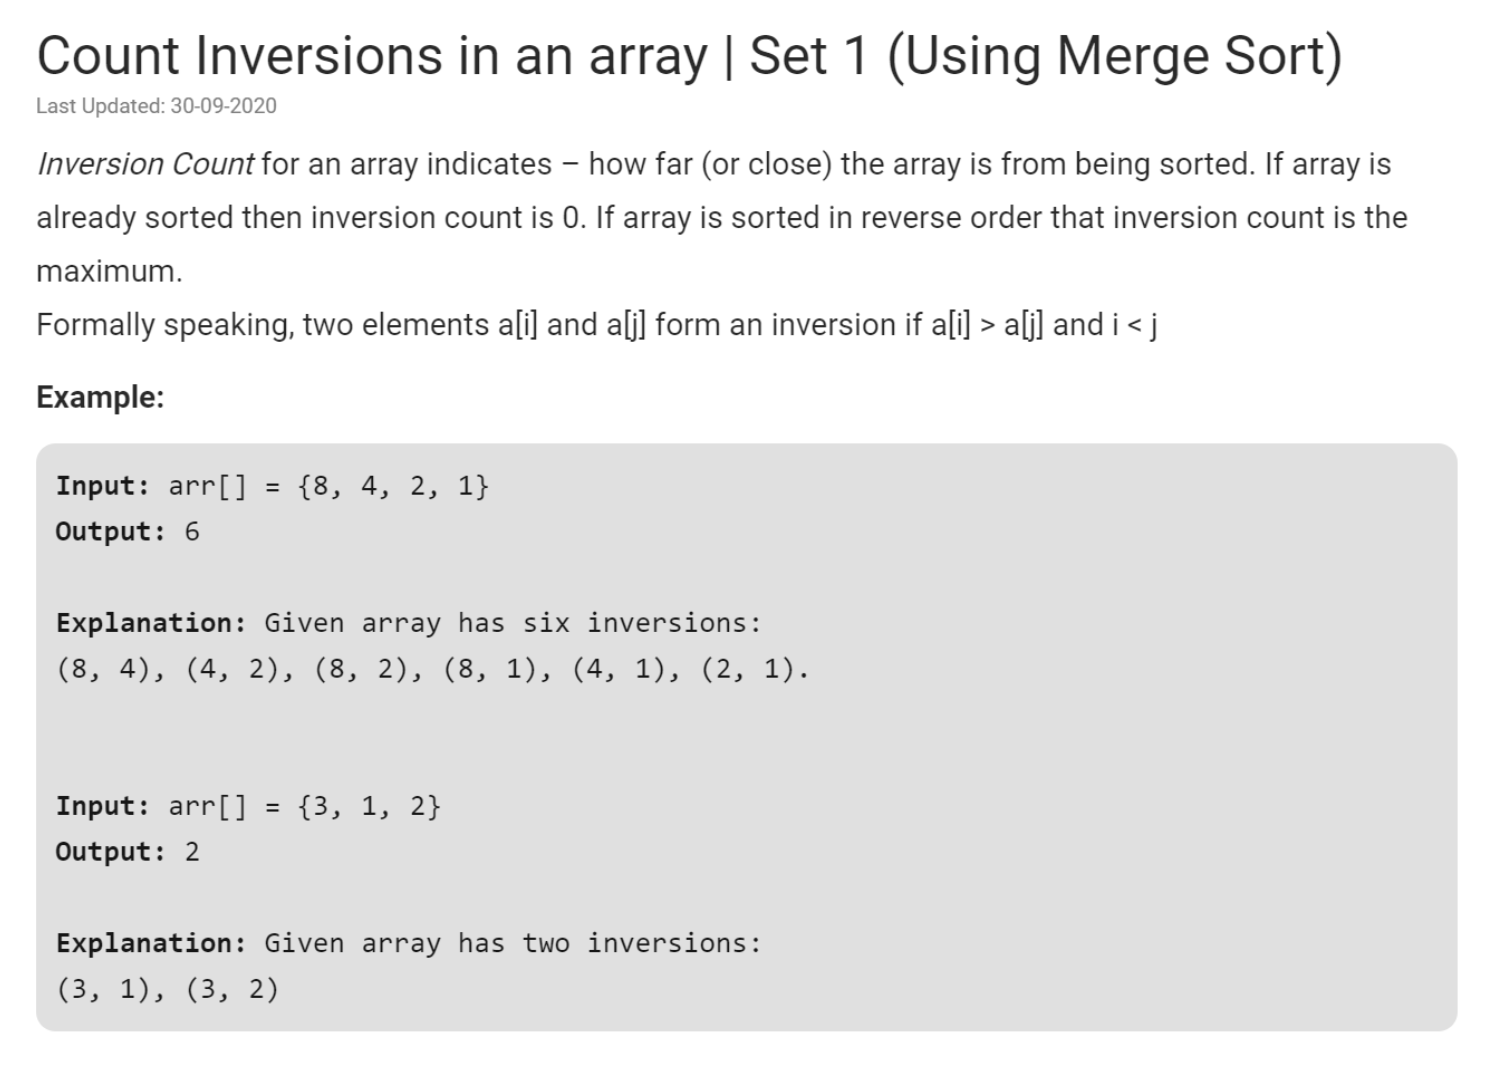 Count Inversions in an array | Set 1 (Using Merge Sort)
Last Updated: 30-09-2020
Inversion Count for an array indicates – how far (or close) the array is from being sorted. If array is
already sorted then inversion count is 0. If array is sorted in reverse order that inversion count is the
maximum.
Formally speaking, two elements a[i] and a[j] form an inversion if a[i] > a[j] and i < j
Example:
Input: arr[] = {8, 4, 2, 1}
Output: 6
Explanation: Given array has six inversions:
(8, 4), (4, 2), (8, 2), (8, 1), (4, 1), (2, 1).
Input: arr[] = {3, 1, 2}
Output: 2
Explanation: Given array has two inversions:
(3, 1), (3, 2)